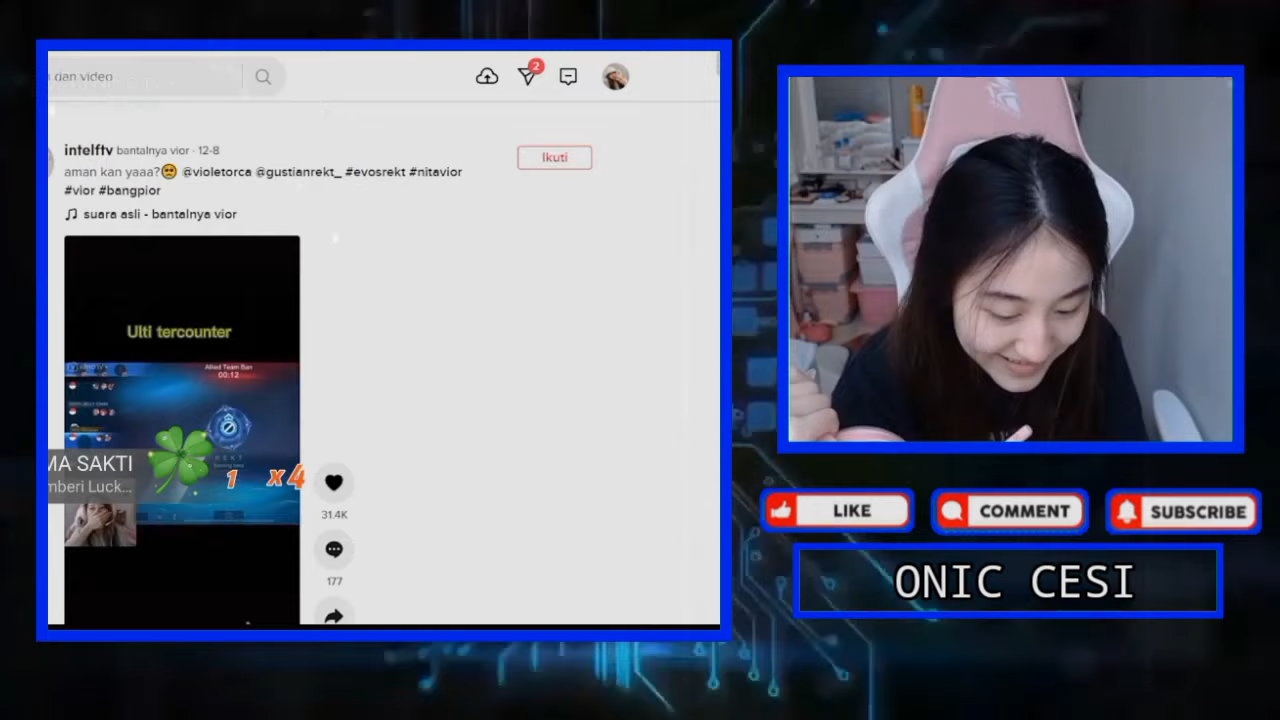 dan video
2
intelftv bantalnya vior · 12-8
Ikuti
aman kan yaaa? @violetorca @gustianrekt_ #evosrekt #nitavior
#vior #bangpior
suara asli - bantalnya vior
Ulti tercounter
Allied Team Ban
00:12
MA SAKTI
mberi Luck...
1 x4
31.4K
177
LIKE
COMMENT
SUBSCRIBE
ONIC CESI